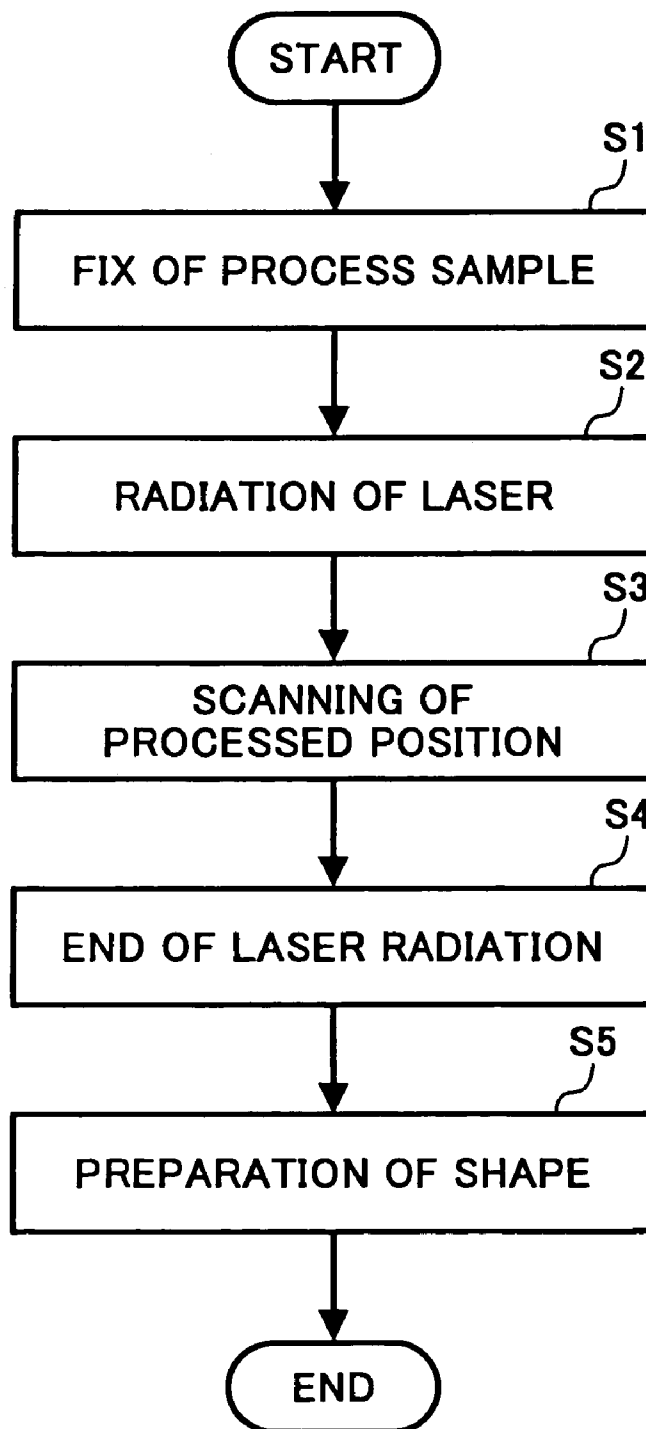 START
S1
FIX OF PROCESS SAMPLE
S2
RADIATION OF LASER
S3
SCANNING OF
PROCESSED POSITION
S4
END OF LASER RADIATION
S5
PREPARATION OF SHAPE
END